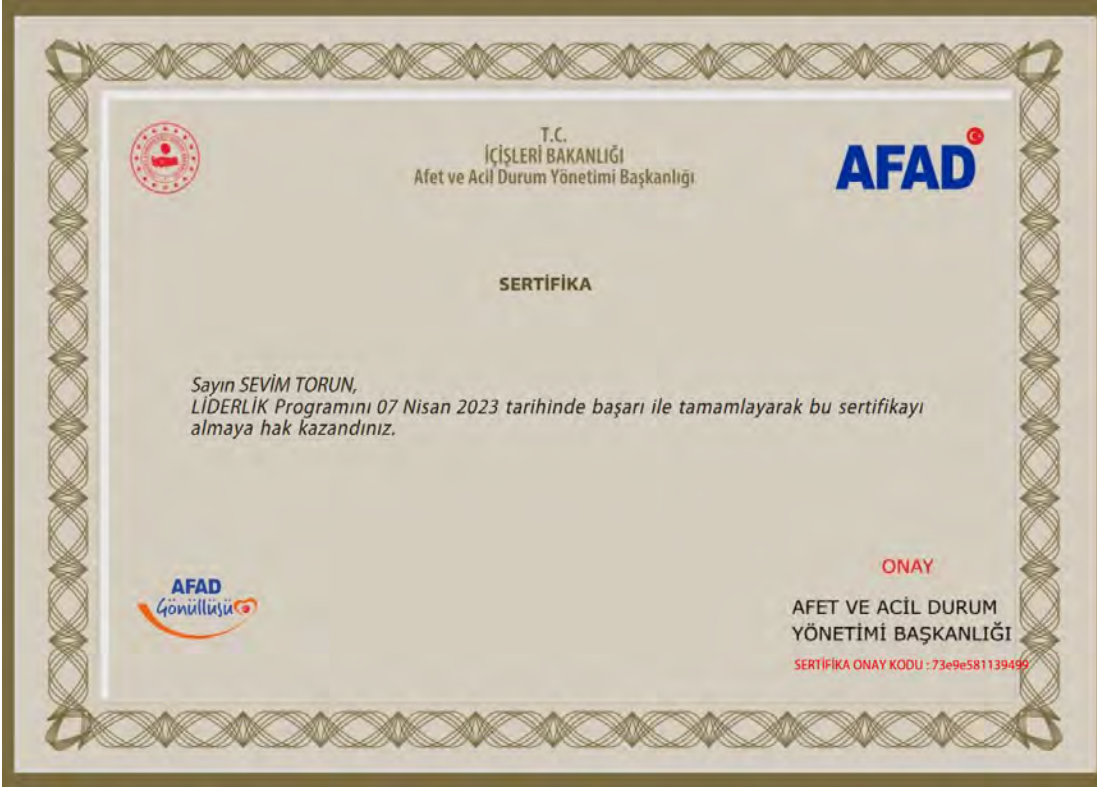 T.C.
İÇİŞLERİ BAKANLIĞI
Afet ve Acil Durum Yönetimi Başkanlığı
AFAD
SERTİFİKA
Sayın SEVİM TORUN,
LİDERLİK Programını 07 Nisan 2023 tarihinde başarı ile tamamlayarak bu sertifikayı
almaya hak kazandınız.
AFAD
Gönüllüsü
ONAY
AFET VE ACİL DURUM
YÖNETİMİ BAŞKANLIĞI
SERTİFİKA ONAY KODU : 73e9e581139499